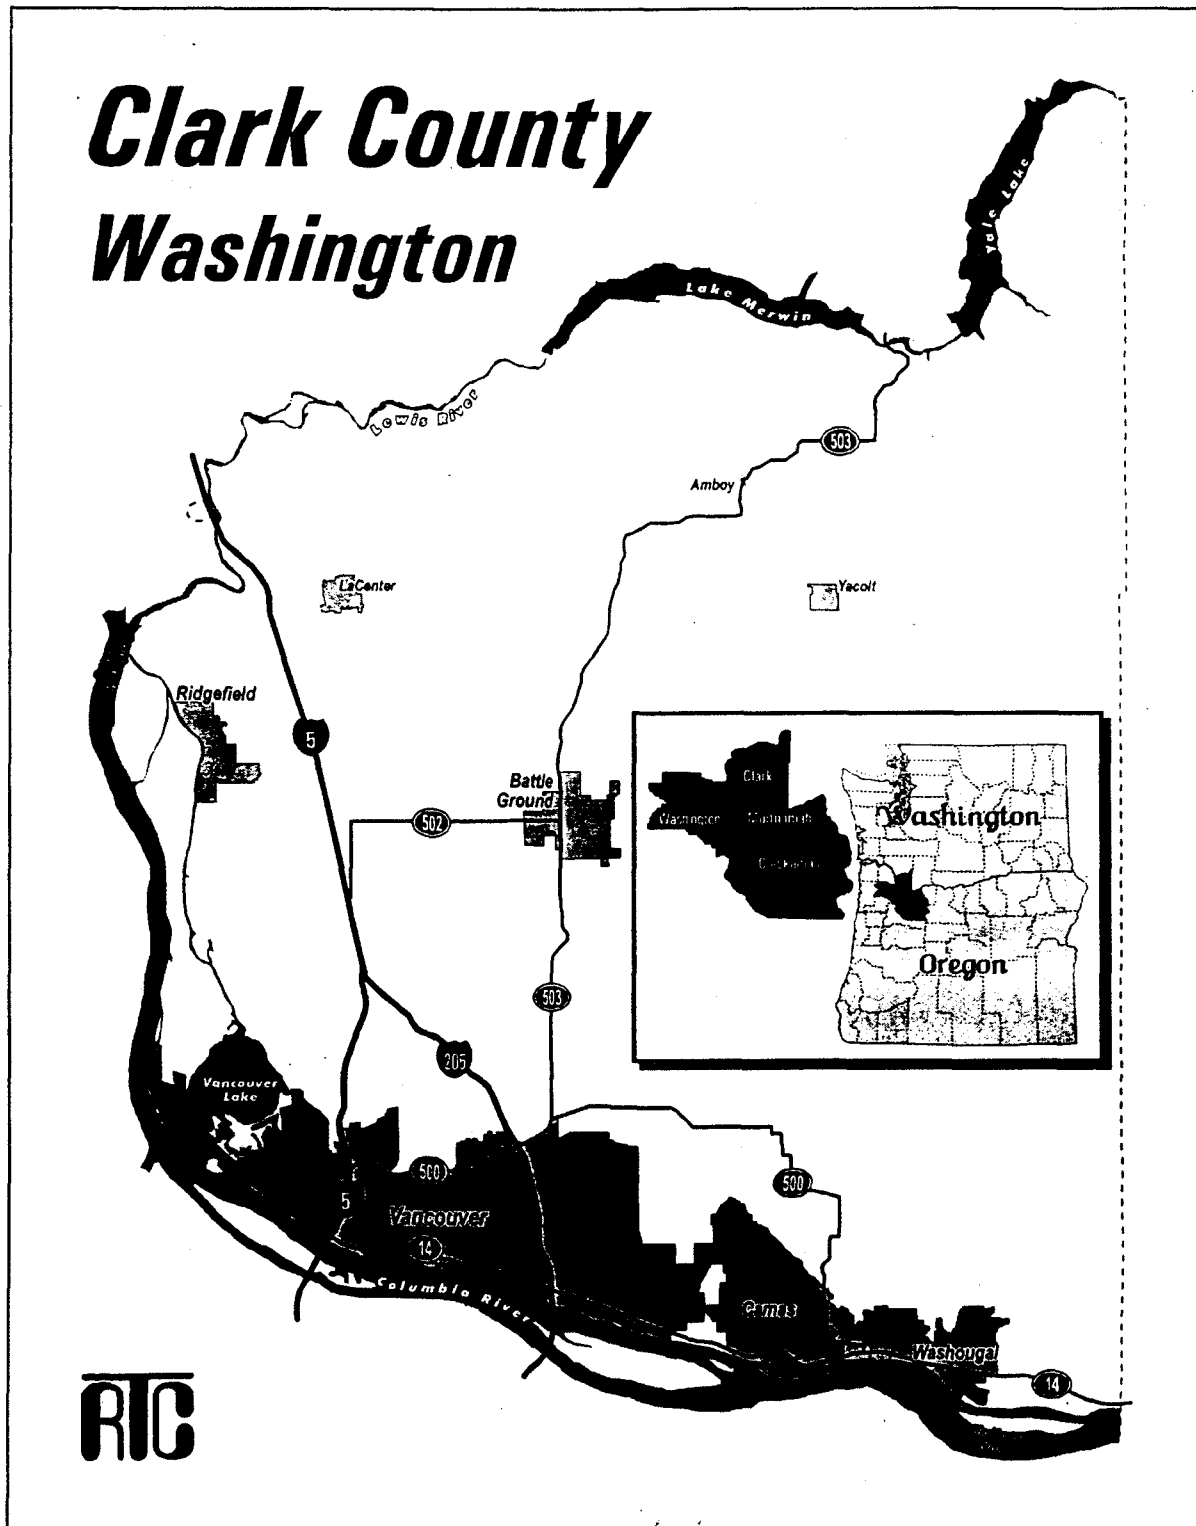 Clark County
Washington
Yale Lake
Lake Merwin
Lewis River
503
Amboy
LaCenter
Yacolt
Ridgefield
5
Battle
Ground
502
Clark
Washington
Multnomah
Clackamas
Washington
Oregon
503
205
Vancouver
Lake
500
500
5
Vancouver
14
Columbia River
Camas
Washougal
14
RTC